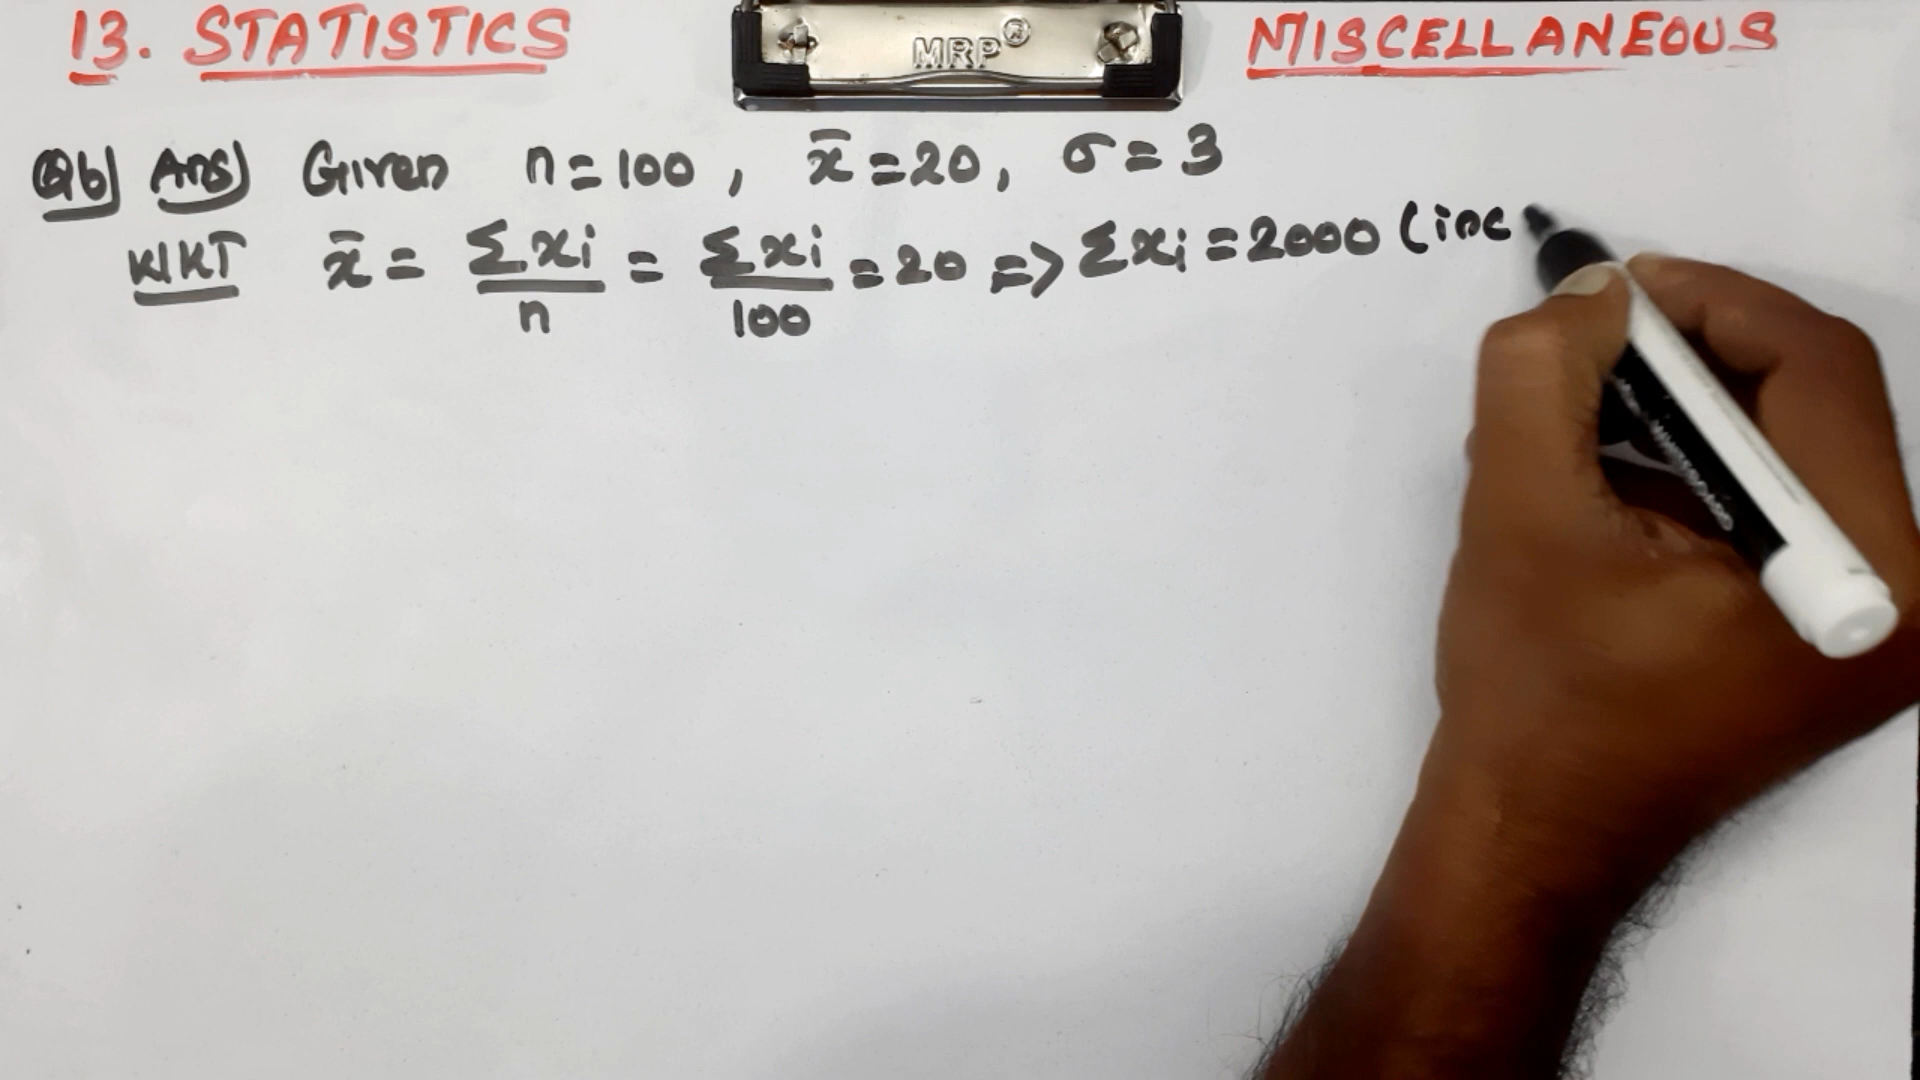 13. STATISTICS
MRP®
MISCELLANEOUS
Q6) Ans) Given n=100, x̄=20, σ=3
WKT x̄ = Σxi/n = Σxi/100 = 20 => Σxi = 2000 (inc